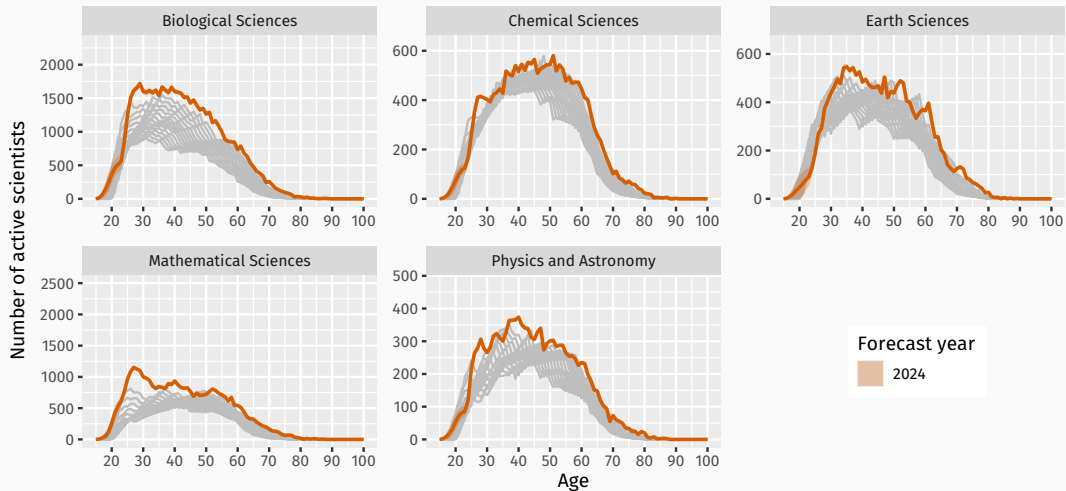 Biological Sciences
Chemical Sciences
Earth Sciences
2000
1500
1000
500
0
600
400
200
0
600
400
200
0
20 30 40 50 60 70 80 90 100
20 30 40 50 60 70 80 90 100
20 30 40 50 60 70 80 90 100
Number of active scientists
Mathematical Sciences
Physics and Astronomy
2500
2000
1500
1000
500
0
500
400
300
200
100
0
20 30 40 50 60 70 80 90 100
20 30 40 50 60 70 80 90 100
Age
Forecast year
2024